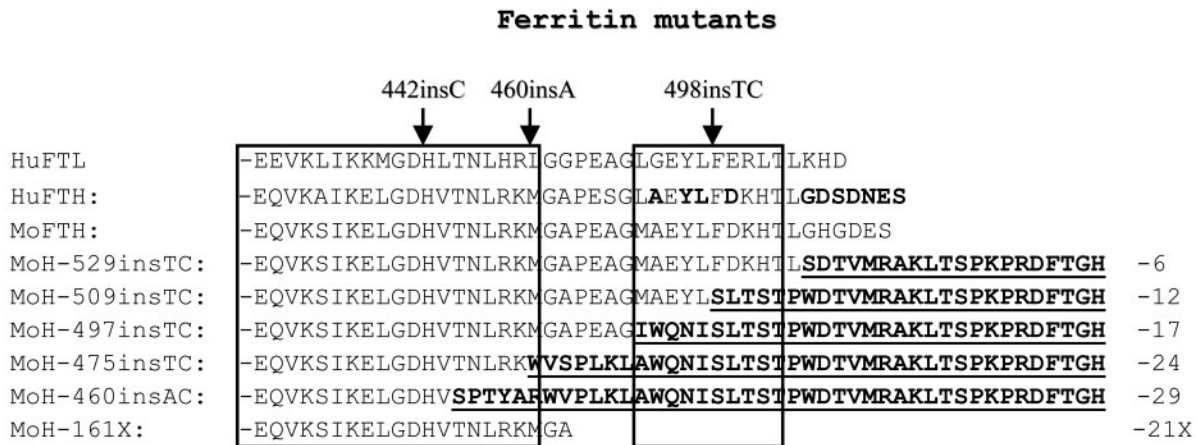 Ferritin mutants
442insC 460insA 498insTC
HuFTL -EEVKLIKKMGDHLTNLHRLGGPEAGLGEYLFERLTLKHD
HuFTH: -EQVKAIKELGDHVTNLRKMGAPESGLAEYLFDKHTLGDSDNES
MoFTH: -EQVKSIKELGDHVTNLRKMGAPEAGMAEYLFDKHTLGHGDES
MoH-529insTC: -EQVKSIKELGDHVTNLRKMGAPEAGMAEYLFDKHTLSDTVMRAKLTSPKPRDFTGH -6
MoH-509insTC: -EQVKSIKELGDHVTNLRKMGAPEAGMAEYLSLTSTPWDTVMRAKLTSPKPRDFTGH -12
MoH-497insTC: -EQVKSIKELGDHVTNLRKMGAPEAGIWQNISLTSTPWDTVMRAKLTSPKPRDFTGH -17
MoH-475insTC: -EQVKSIKELGDHVTNLRKWVSPLKLAWQNISLTSTPWDTVMRAKLTSPKPRDFTGH -24
MoH-460insAC: -EQVKSIKELGDHVSPTYARWVPLKLAWQNISLTSTPWDTVMRAKLTSPKPRDFTGH -29
MoH-161X: -EQVKSIKELGDHVTNLRKMGA -21X